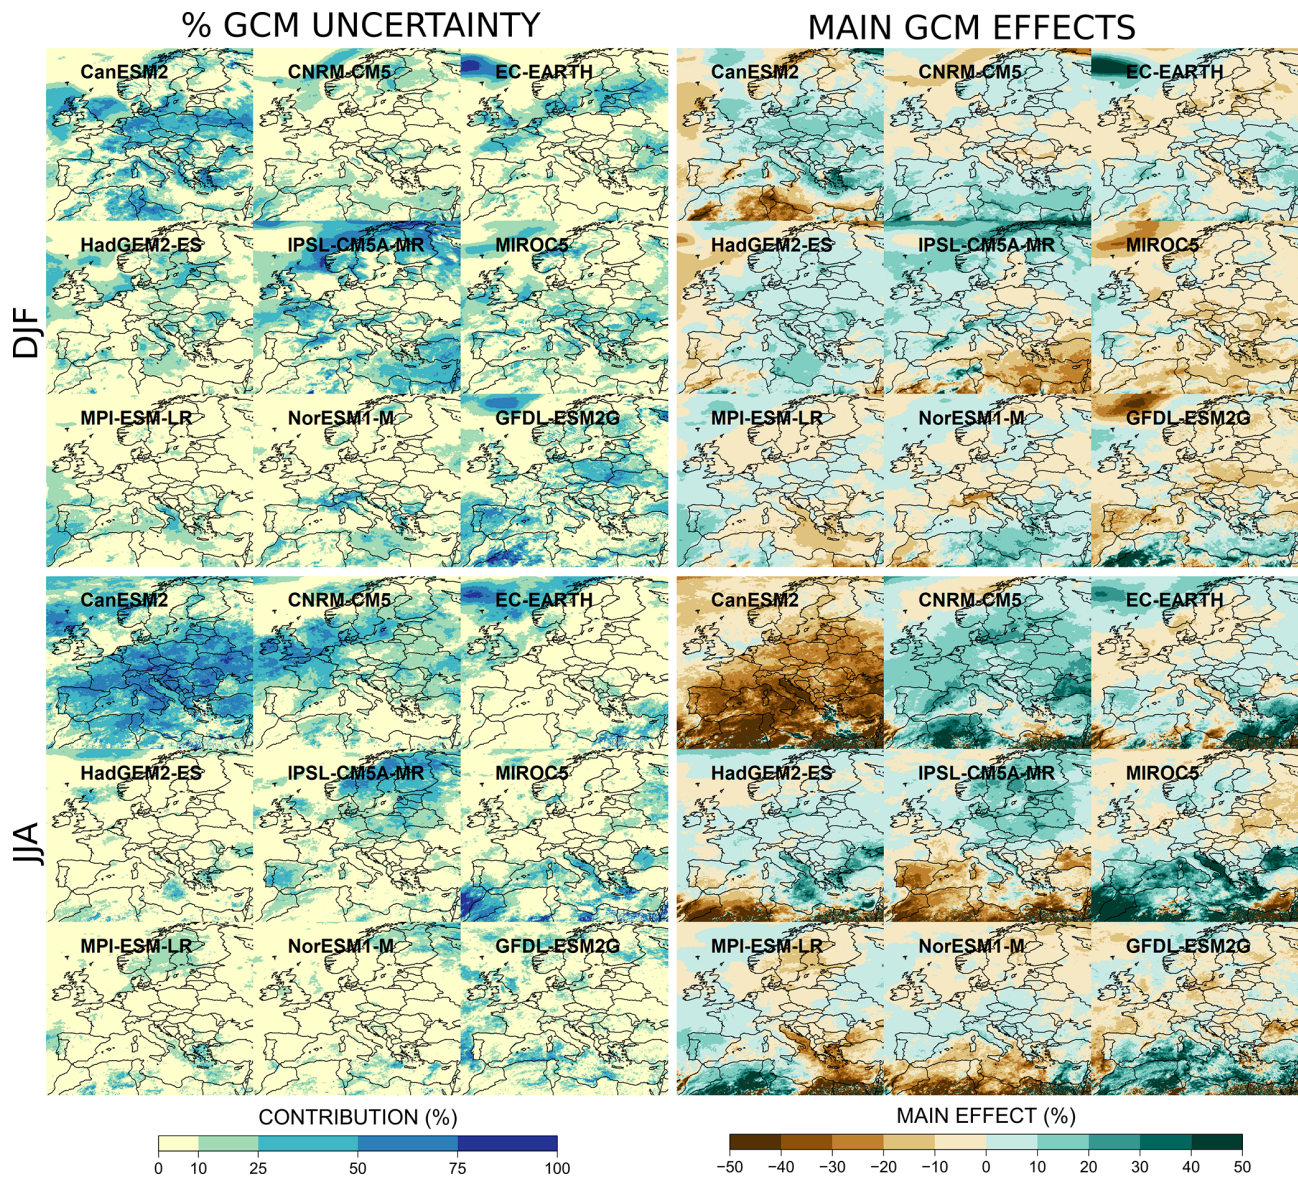 % GCM UNCERTAINTY
MAIN GCM EFFECTS
CanESM2 CNRM-CM5 EC-EARTH CanESM2 CNRM-CM5 EC-EARTH
HadGEM2-ES IPSL-CM5A-MR MIROC5 HadGEM2-ES IPSL-CM5A-MR MIROC5
DJF
MPI-ESM-LR NorESM1-M GFDL-ESM2G MPI-ESM-LR NorESM1-M GFDL-ESM2G
CanESM2 CNRM-CM5 EC-EARTH CanESM2 CNRM-CM5 EC-EARTH
HadGEM2-ES IPSL-CM5A-MR MIROC5 HadGEM2-ES IPSL-CM5A-MR MIROC5
JJA
MPI-ESM-LR NorESM1-M GFDL-ESM2G MPI-ESM-LR NorESM1-M GFDL-ESM2G
CONTRIBUTION (%)
0 10 25 50 75 100
MAIN EFFECT (%)
−50 −40 −30 −20 −10 0 10 20 30 40 50